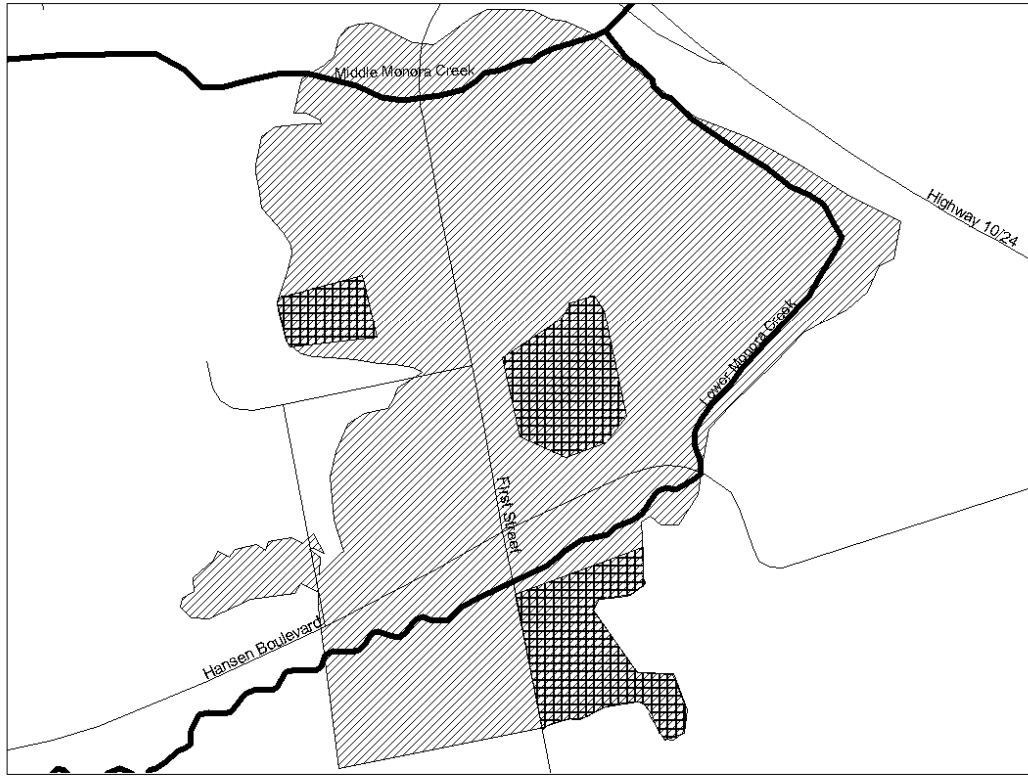 Middle Monora Creek
Highway 10/24
Lower Monora Creek
First Street
Hansen Boulevard